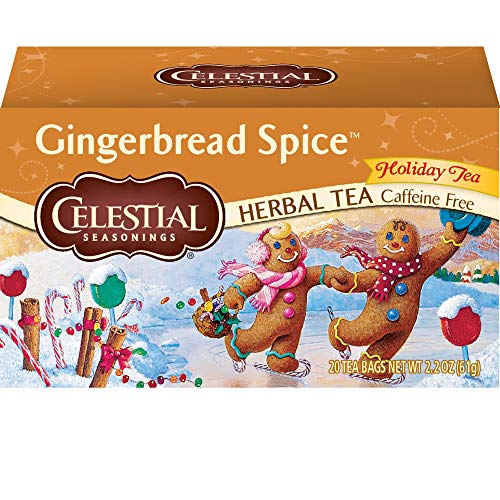 CELESTIAL
SEASONINGS
Gingerbread Spice™
Holiday Tea
CELESTIAL
SEASONINGS®
HERBAL TEA Caffeine Free
20 TEA BAGS NET WT 2.2 OZ (61g)